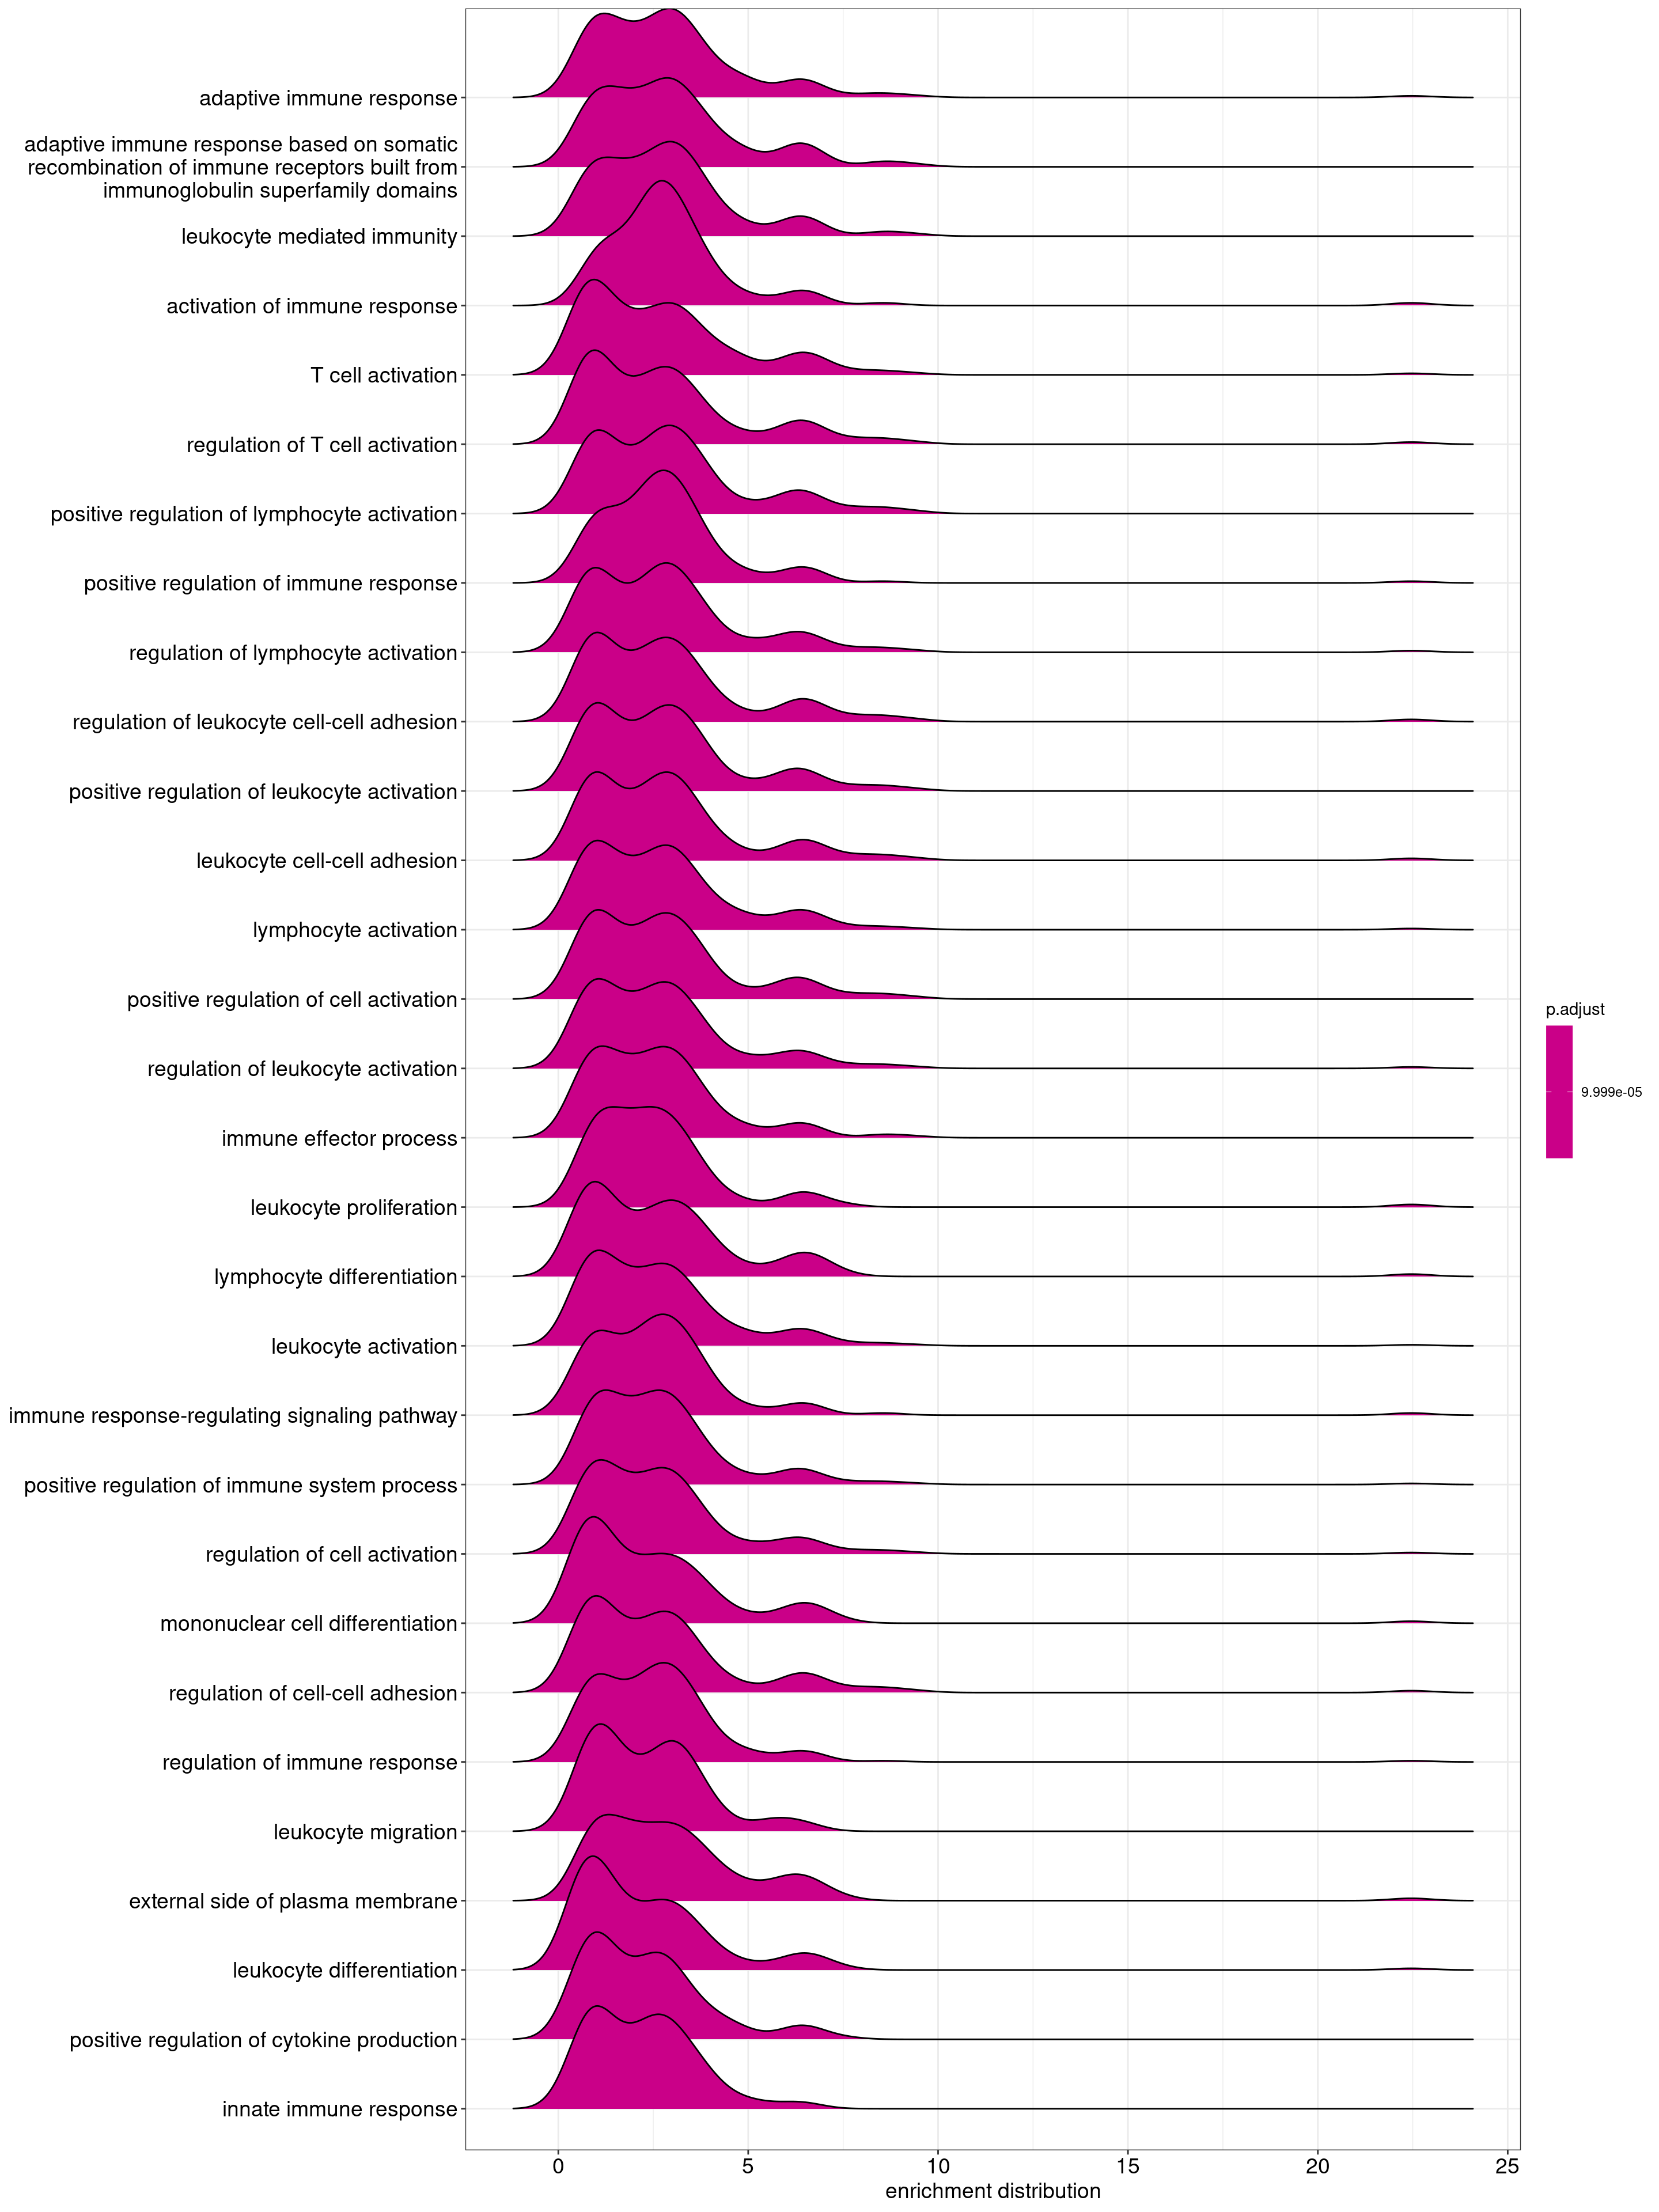 adaptive immune response
adaptive immune response based on somatic
recombination of immune receptors built from
immunoglobulin superfamily domains
leukocyte mediated immunity
activation of immune response
T cell activation
regulation of T cell activation
positive regulation of lymphocyte activation
positive regulation of immune response
regulation of lymphocyte activation
regulation of leukocyte cell-cell adhesion
positive regulation of leukocyte activation
leukocyte cell-cell adhesion
lymphocyte activation
positive regulation of cell activation
regulation of leukocyte activation
immune effector process
leukocyte proliferation
lymphocyte differentiation
leukocyte activation
immune response-regulating signaling pathway
positive regulation of immune system process
regulation of cell activation
mononuclear cell differentiation
regulation of cell-cell adhesion
regulation of immune response
leukocyte migration
external side of plasma membrane
leukocyte differentiation
positive regulation of cytokine production
innate immune response
0 5 10 15 20 25
enrichment distribution
p.adjust
9.999e-05